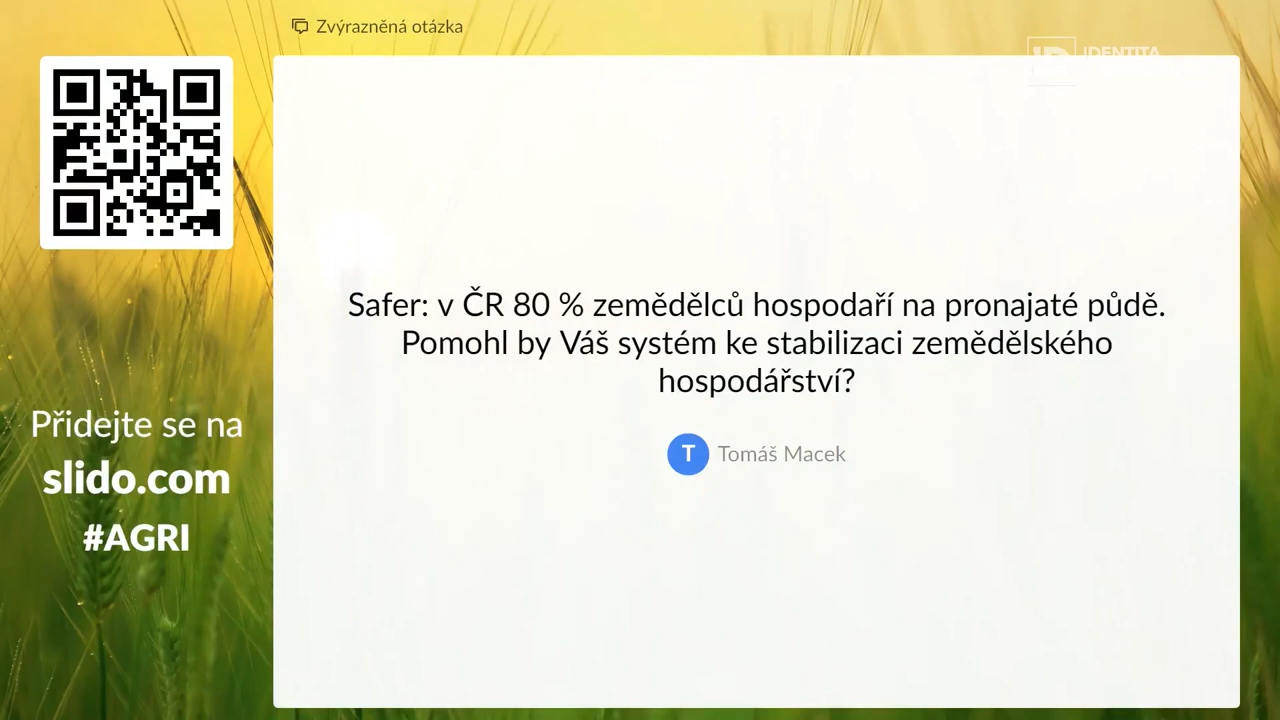 Zvýrazněná otázka
IDENTITA
Safer: v ČR 80 % zemědělců hospodaří na pronajaté půdě.
Pomohl by Váš systém ke stabilizaci zemědělského
hospodářství?
T Tomáš Macek
Přidejte se na
slido.com
#AGRI